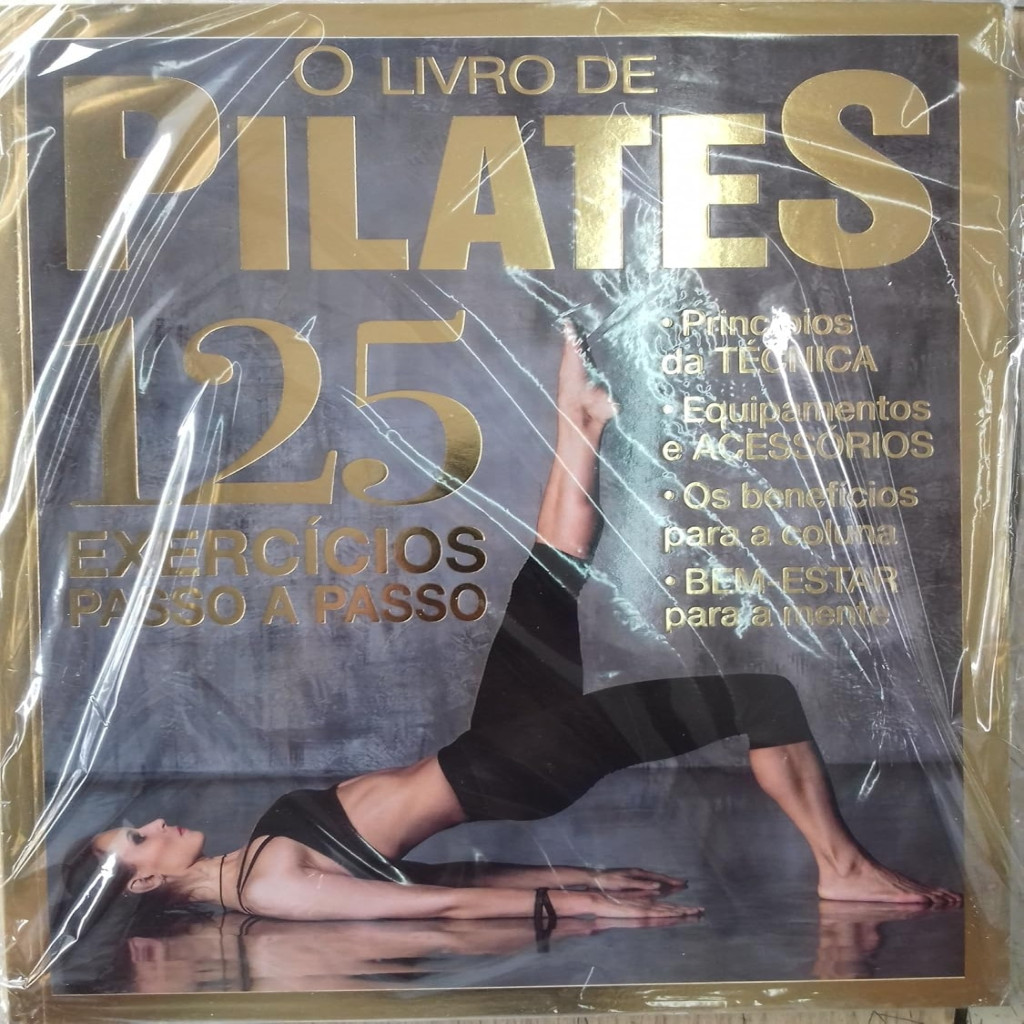 O LIVRO DE
PILATES
125
EXERCÍCIOS
PASSO A PASSO
• Princípios
da TÉCNICA
• Equipamentos
e ACESSÓRIOS
• Os benefícios
para a coluna
• BEM-ESTAR
para a mente